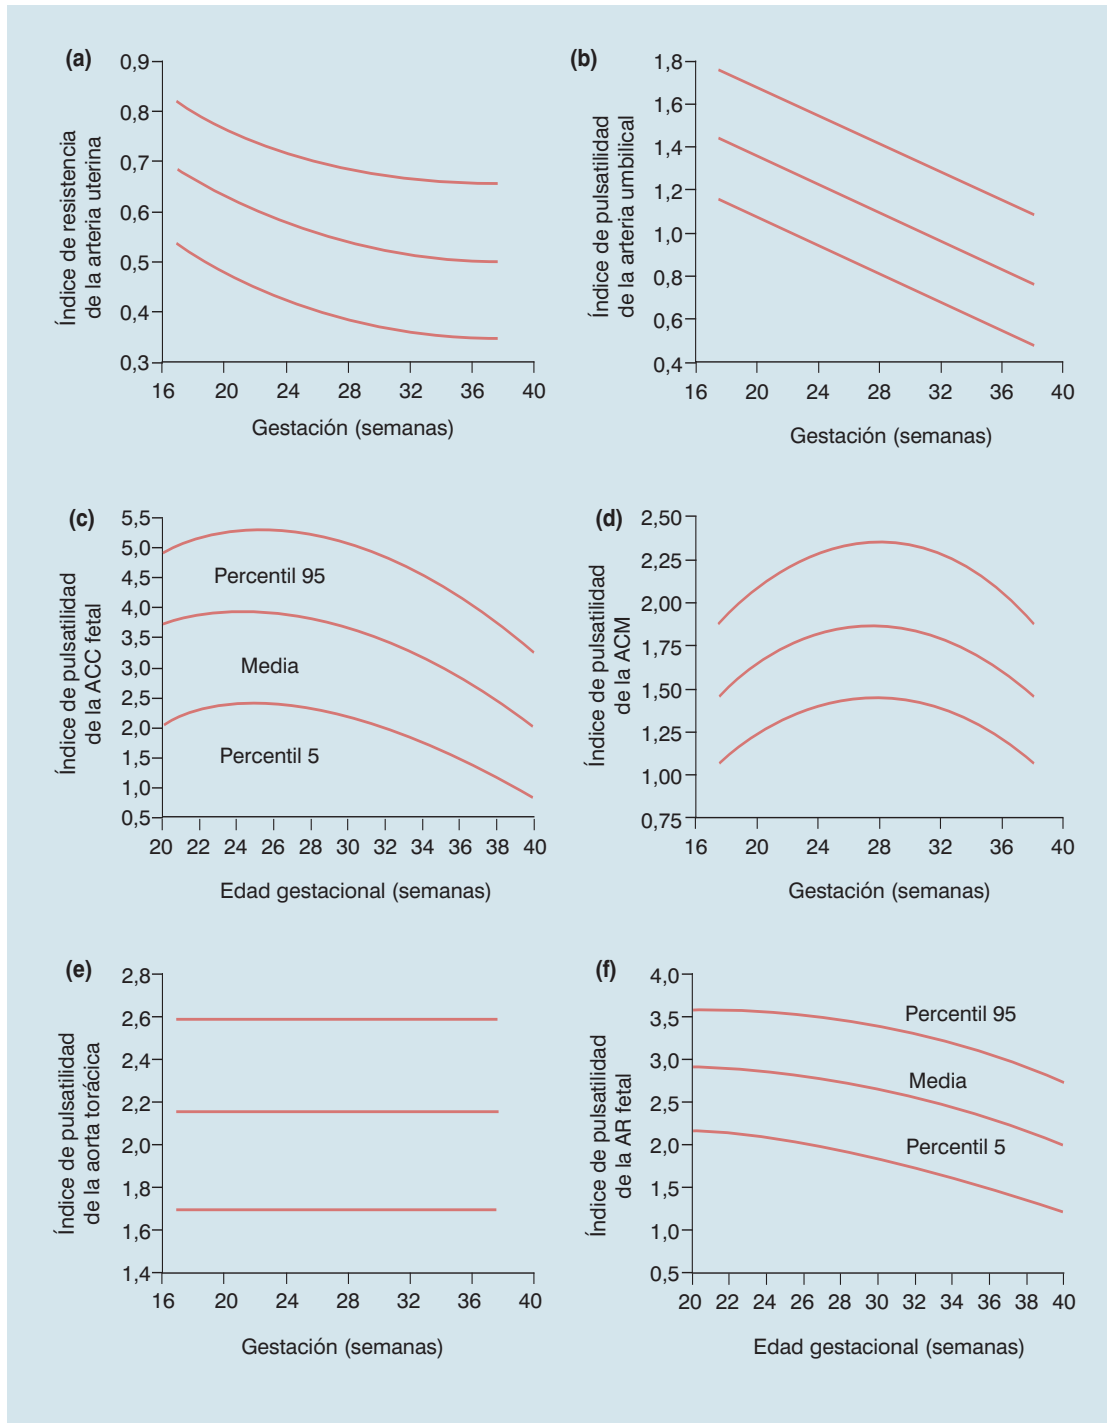 (a)
Índice de resistencia
de la arteria uterina
0,9
0,8
0,7
0,6
0,5
0,4
0,3
16 20 24 28 32 36 40
Gestación (semanas)
(b)
Índice de pulsatilidad
de la arteria umbilical
1,8
1,6
1,4
1,2
1,0
0,8
0,6
0,4
16 20 24 28 32 36 40
Gestación (semanas)
(c)
Índice de pulsatilidad
de la ACC fetal
5,5
5,0
4,5
4,0
3,5
3,0
2,5
2,0
1,5
1,0
0,5
Percentil 95
Media
Percentil 5
20 22 24 26 28 30 32 34 36 38 40
Edad gestacional (semanas)
(d)
Índice de pulsatilidad
de la ACM
2,50
2,25
2,00
1,75
1,50
1,25
1,00
0,75
16 20 24 28 32 36 40
Gestación (semanas)
(e)
Índice de pulsatilidad
de la aorta torácica
2,8
2,6
2,4
2,2
2,0
1,8
1,6
1,4
16 20 24 28 32 36 40
Gestación (semanas)
(f)
Índice de pulsatilidad
de la AR fetal
4,0
3,5
3,0
2,5
2,0
1,5
1,0
0,5
Percentil 95
Media
Percentil 5
20 22 24 26 28 30 32 34 36 38 40
Edad gestacional (semanas)